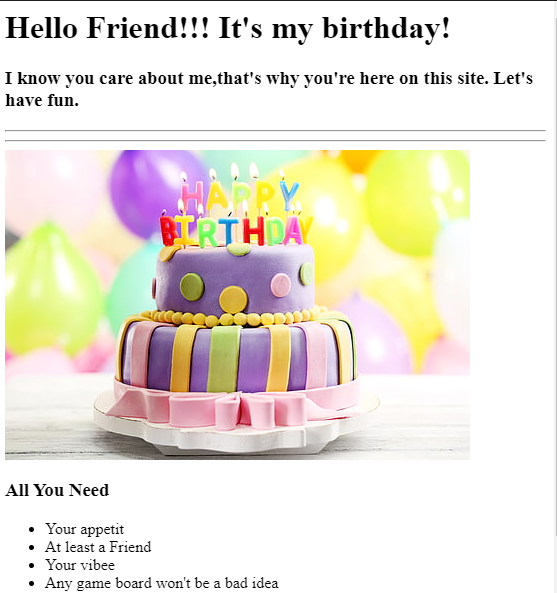 Hello Friend!!! It's my birthday!
I know you care about me,that's why you're here on this site. Let's
have fun.
HAPPY
BIRTHDAY
All You Need
Your appetit
At least a Friend
Your vibee
Any game board won't be a bad idea